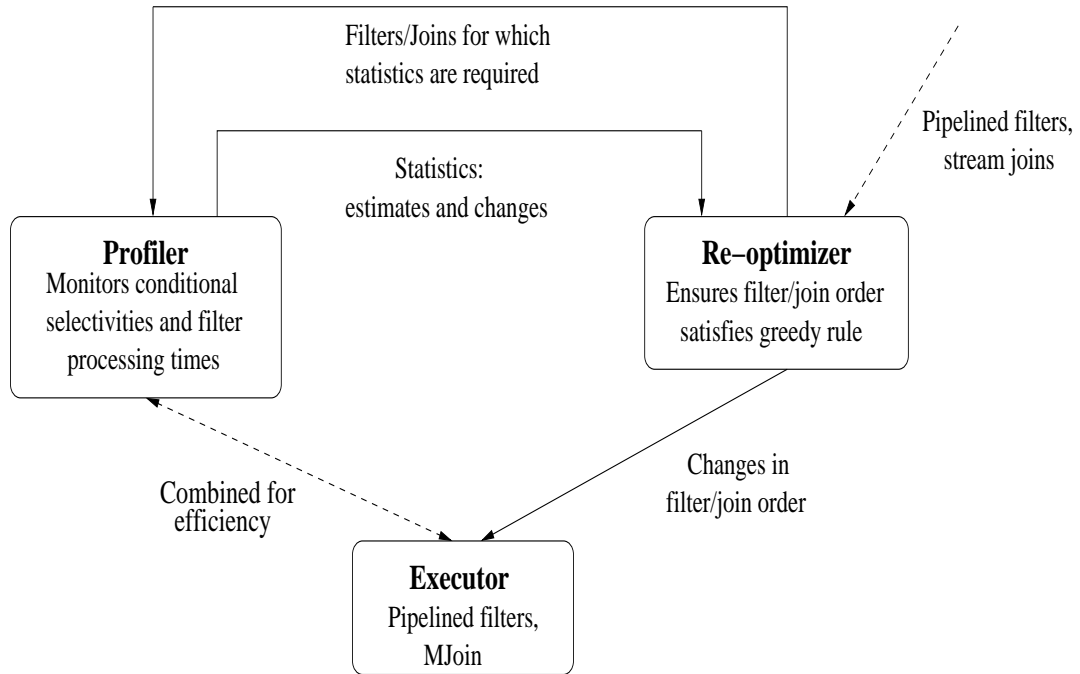 Filters/Joins for which
statistics are required
Pipelined filters,
stream joins
Statistics:
estimates and changes
Profiler
Monitors conditional
selectivities and filter
processing times
Re−optimizer
Ensures filter/join order
satisfies greedy rule
Combined for
efficiency
Changes in
filter/join order
Executor
Pipelined filters,
MJoin